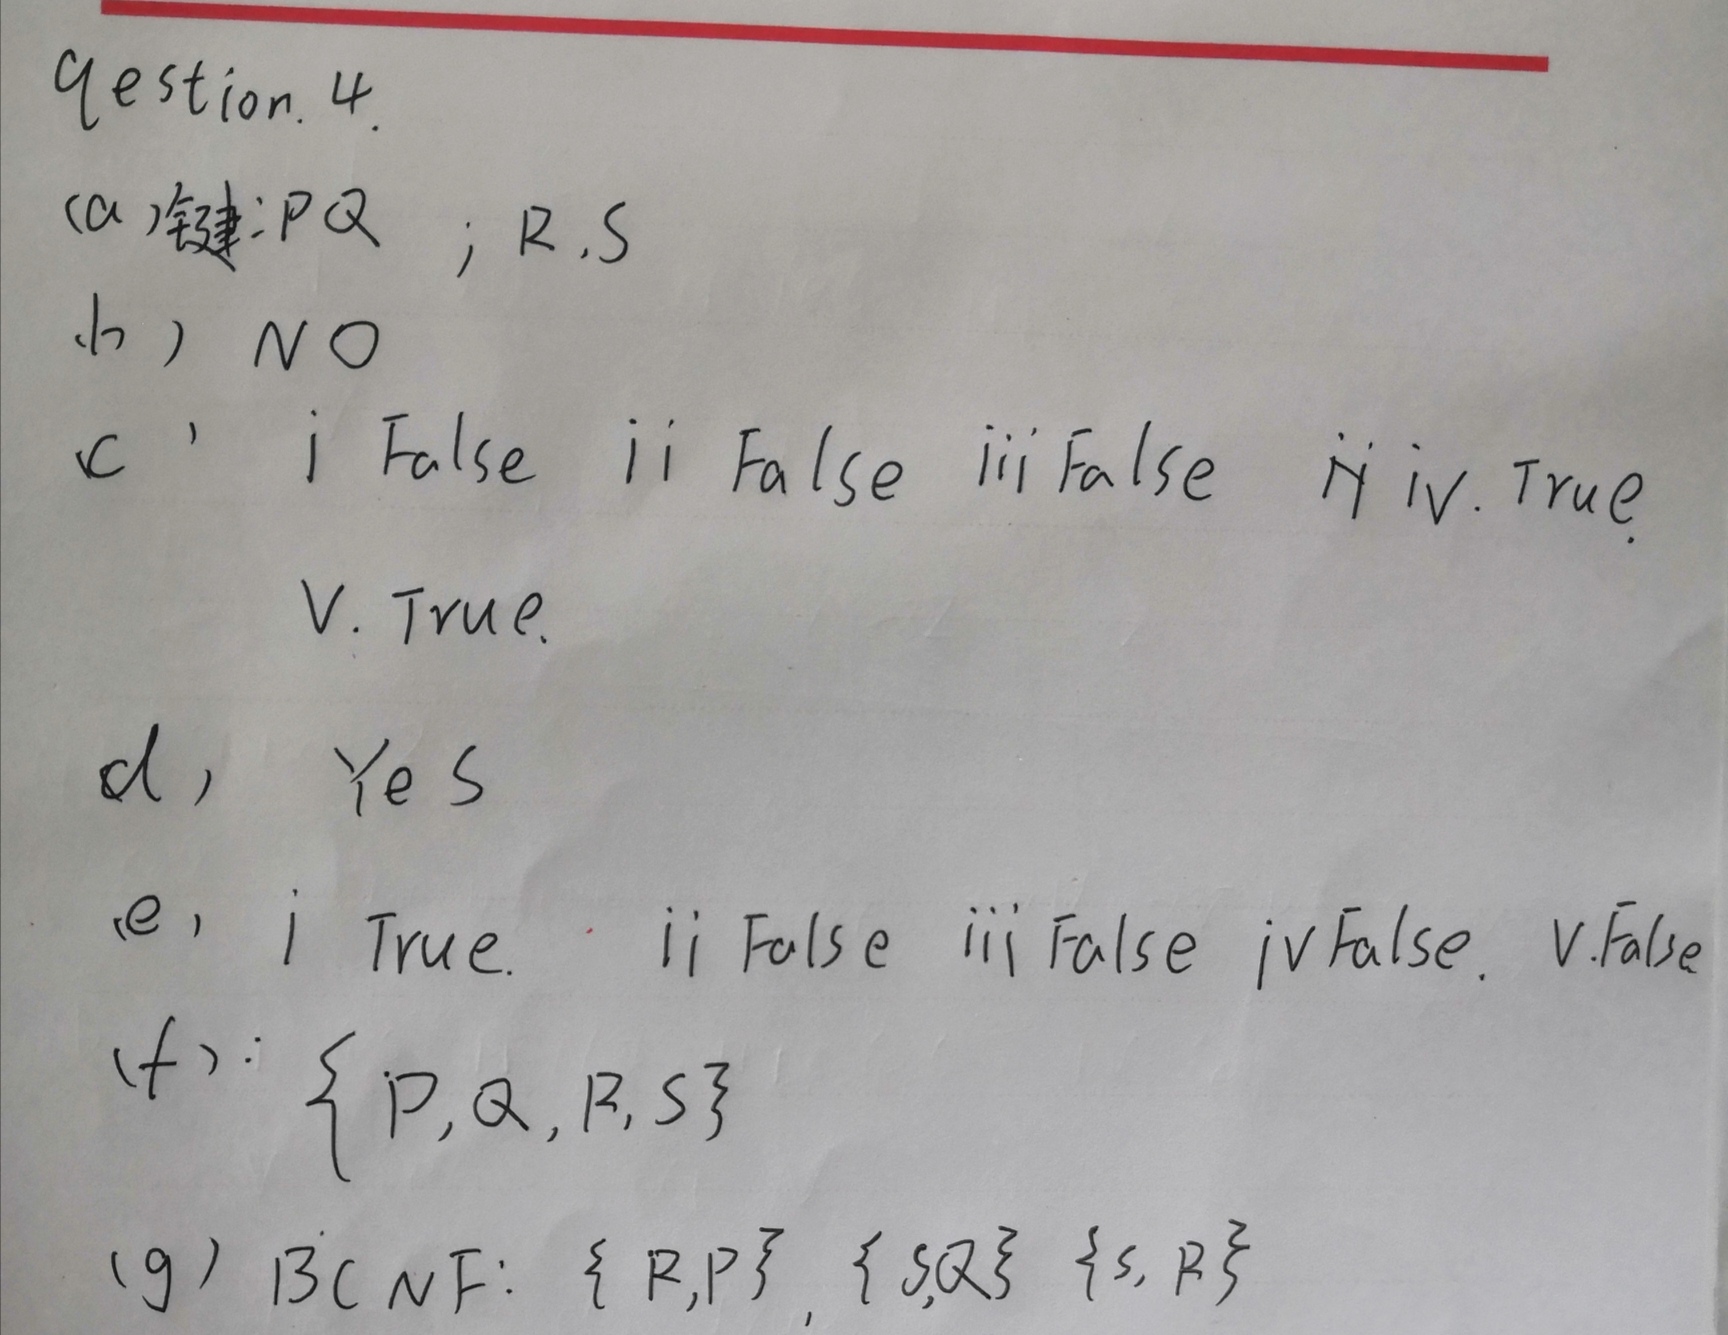 qestion. 4.
(a)键:PQ ; R.S
(b) NO
(c) i False ii False iii False iv. True.
V. True.
d) Yes
(e) i True. ii False iii False iv False. V.False
(f): {P,Q,R,S}
(g) BCNF: {R,P}, {S,Q} {S,R}